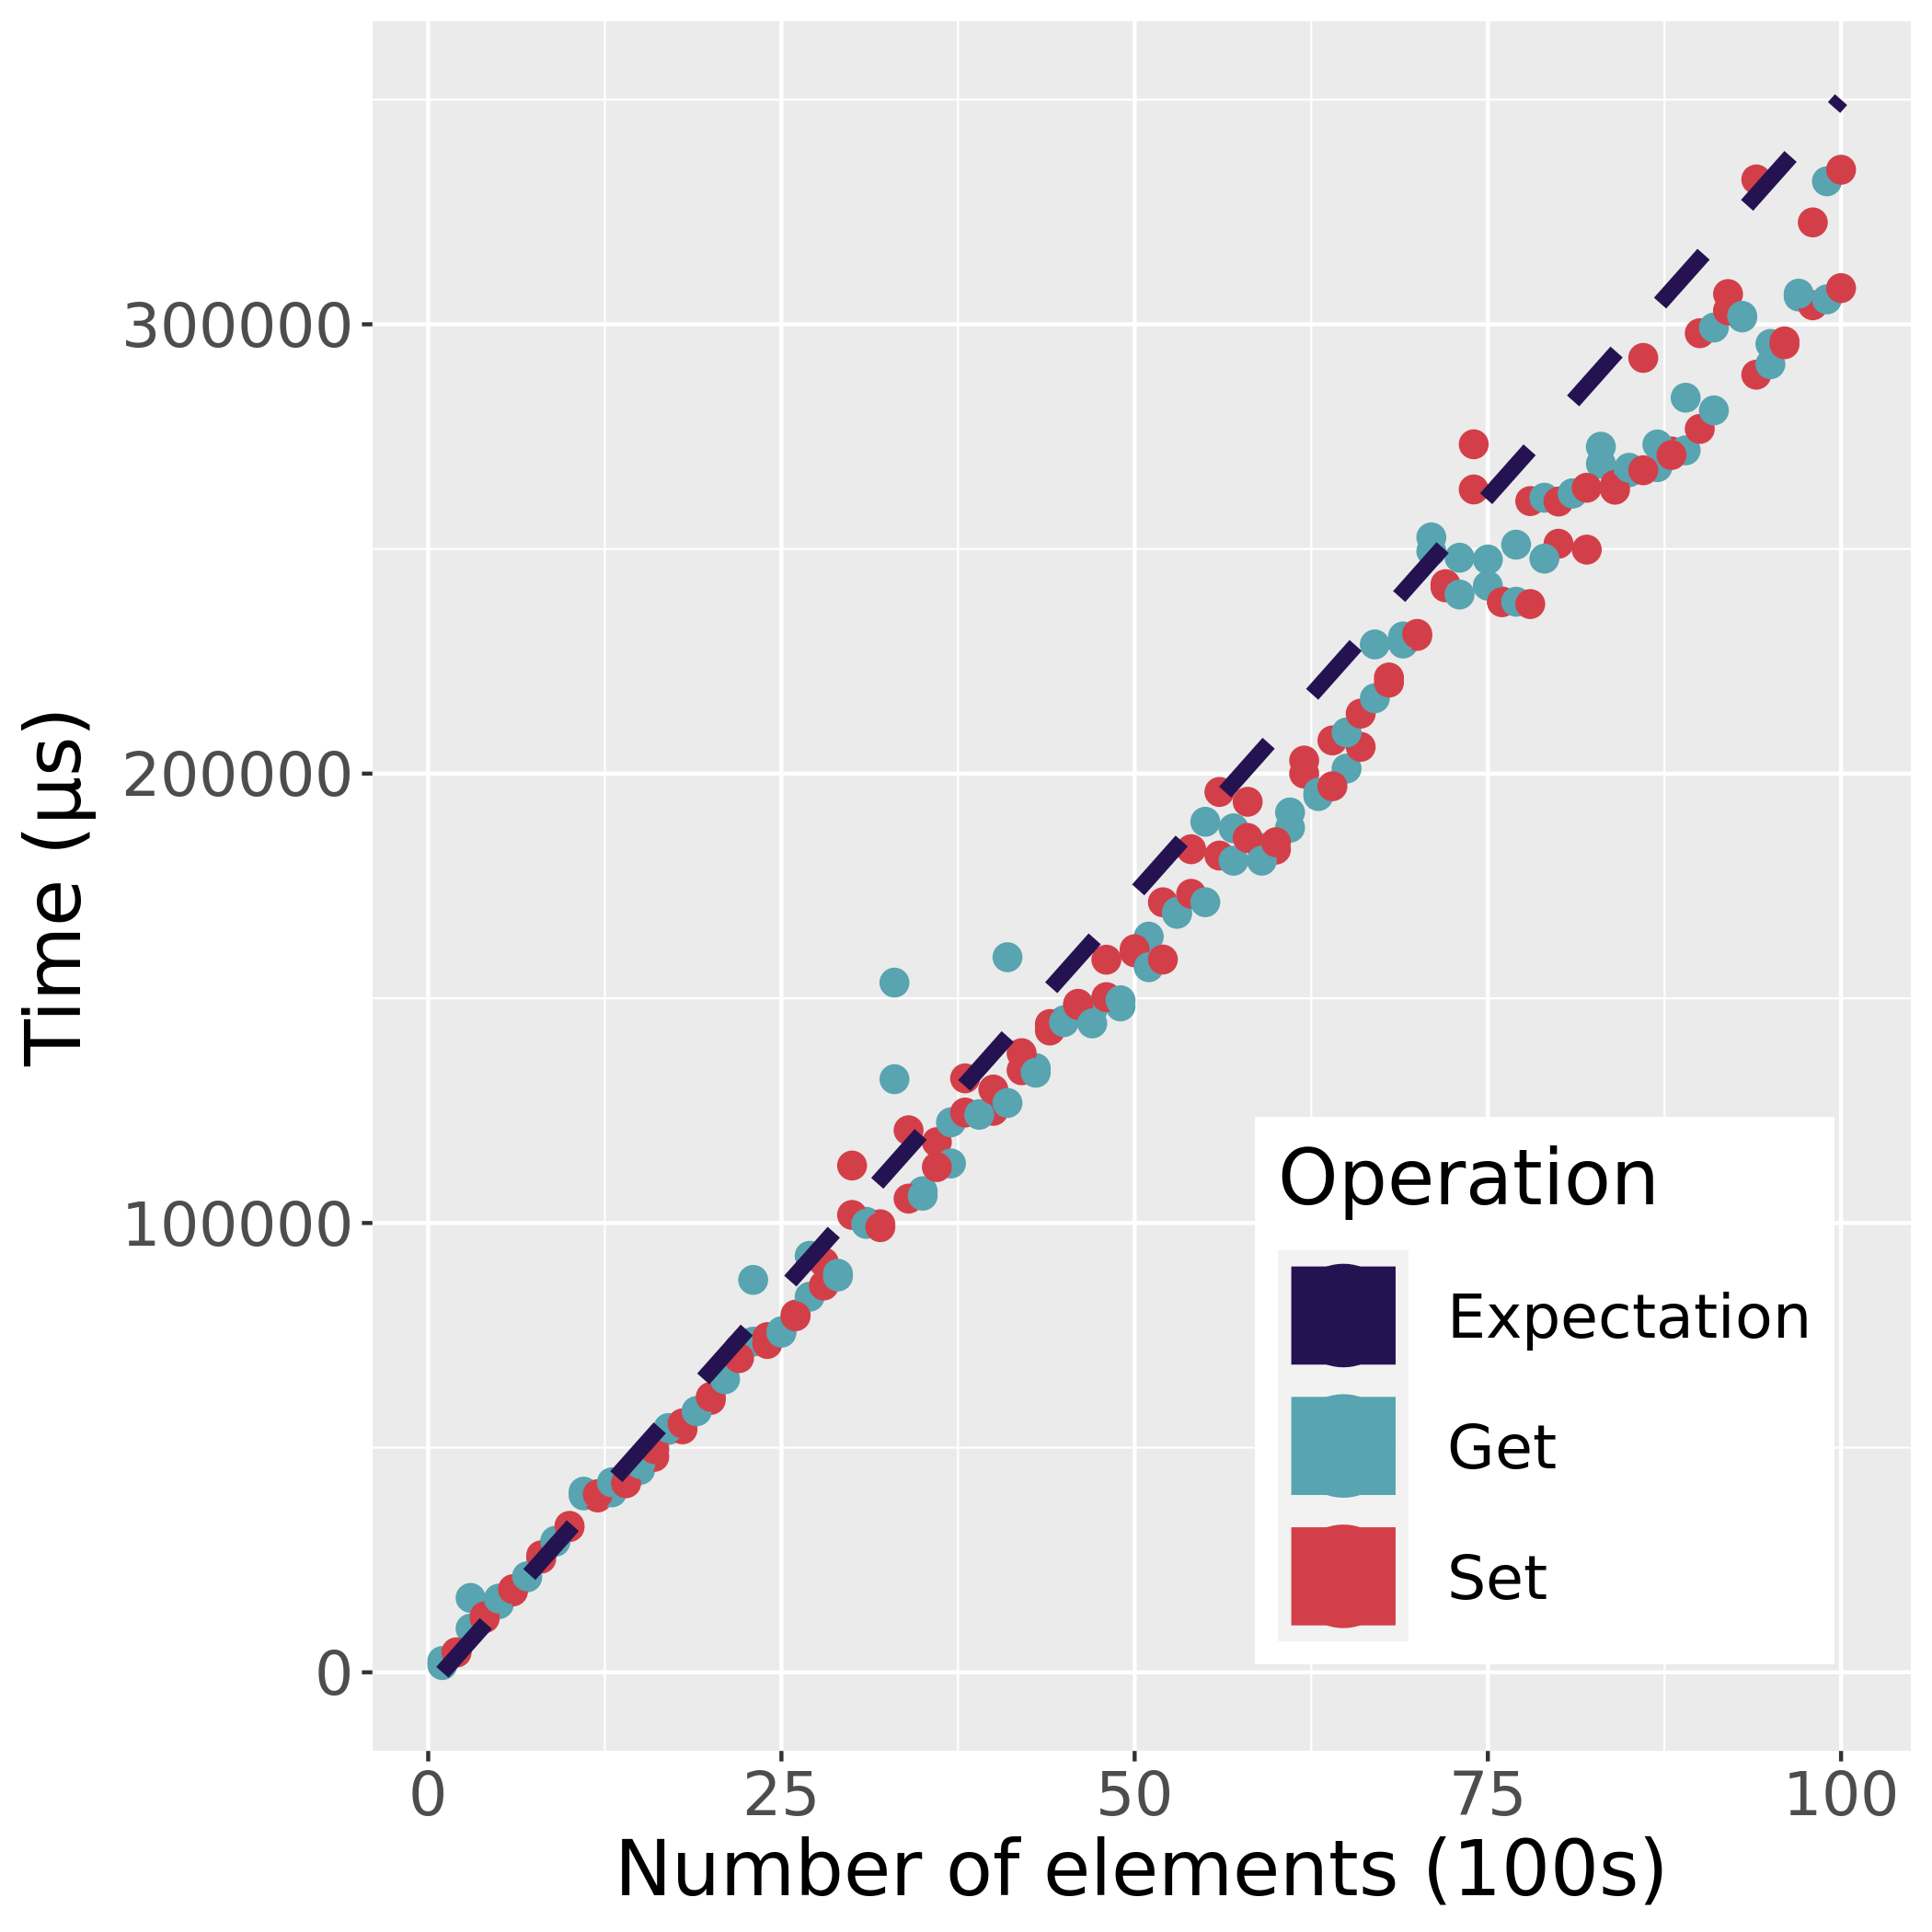 Time (µs)
300000
200000
100000
0
Operation
Expectation
Get
Set
0 25 50 75 100
Number of elements (100s)